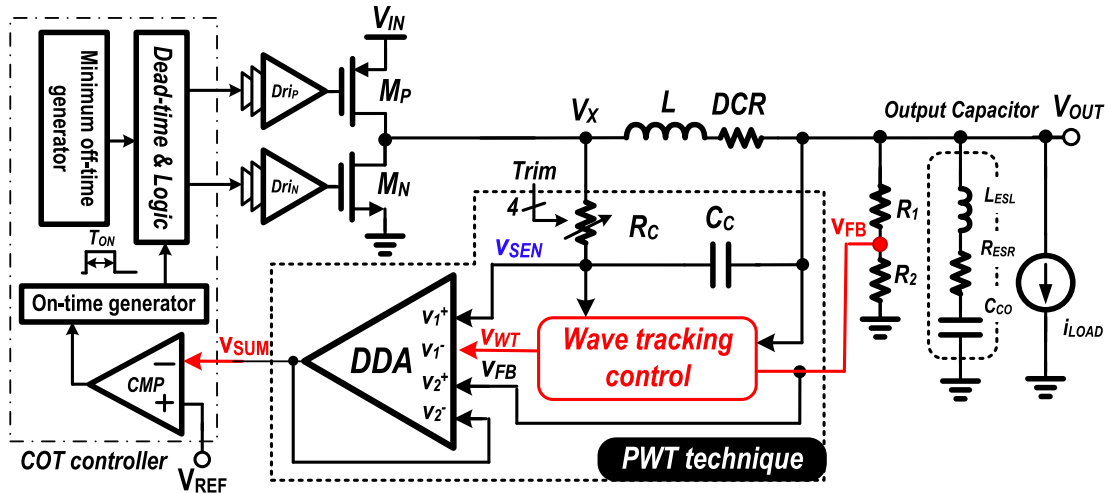 Minimum off-time
generator
Dead-time & Logic
DriP
DriN
VIN
MP
MN
VX
L
DCR
Output Capacitor
VOUT
Trim
4
RC
CC
vSEN
vFB
R1
R2
LESL
RESR
CCO
iLOAD
TON
On-time generator
vSUM
CMP
−
+
VREF
COT controller
DDA
v1+
v1-
v2+
v2-
vWT
vFB
Wave tracking
control
PWT technique